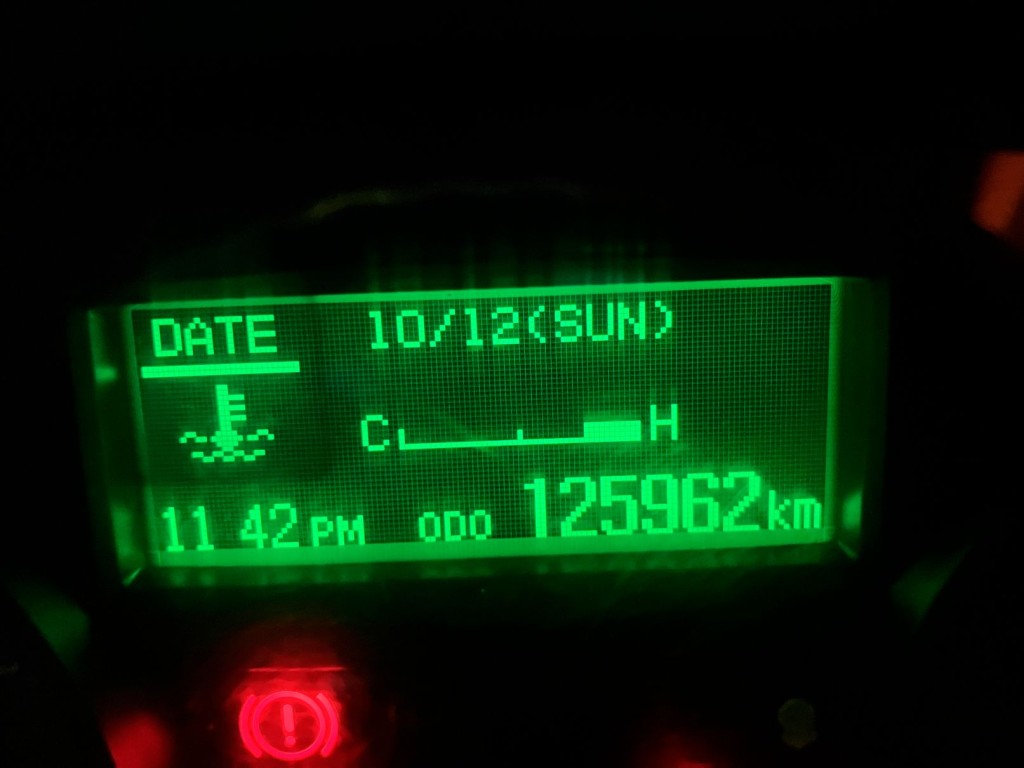 DATE 10/12(SUN)
C H
11 42 PM ODO 125962 km
!